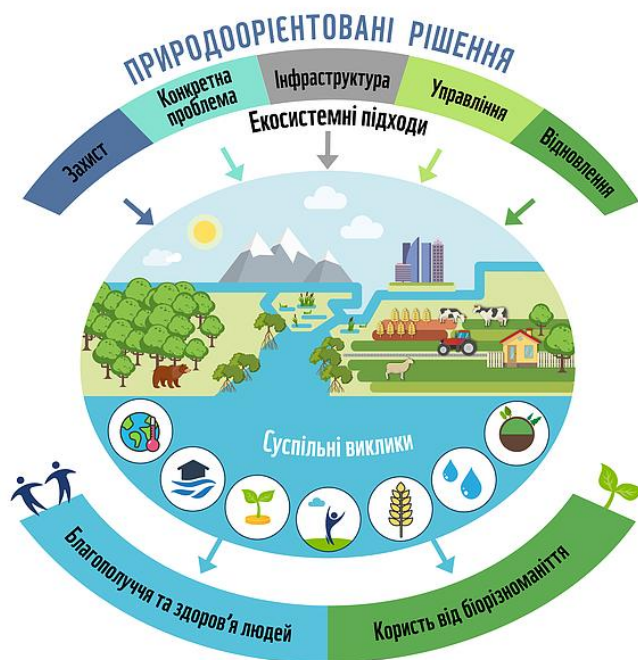 ПРИРОДООРІЄНТОВАНІ РІШЕННЯ
Захист
Конкретна
проблема
Інфраструктура
Управління
Відновлення
Екосистемні підходи
Суспільні виклики
Благополуччя та здоров'я людей
Користь від біорізноманіття